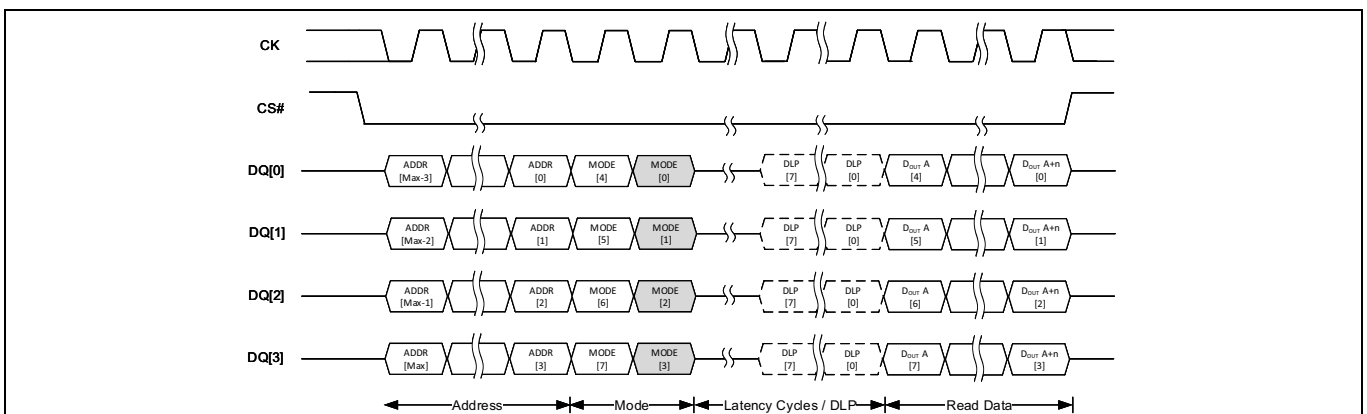 CK
CS#
DQ[0] ADDR [Max-3] ADDR [0] MODE [4] MODE [0] DLP [7] DLP [0] DOUT A [4] DOUT A+n [0]
DQ[1] ADDR [Max-2] ADDR [1] MODE [5] MODE [1] DLP [7] DLP [0] DOUT A [5] DOUT A+n [1]
DQ[2] ADDR [Max-1] ADDR [2] MODE [6] MODE [2] DLP [7] DLP [0] DOUT A [6] DOUT A+n [2]
DQ[3] ADDR [Max] ADDR [3] MODE [7] MODE [3] DLP [7] DLP [0] DOUT A [7] DOUT A+n [3]
Address Mode Latency Cycles / DLP Read Data